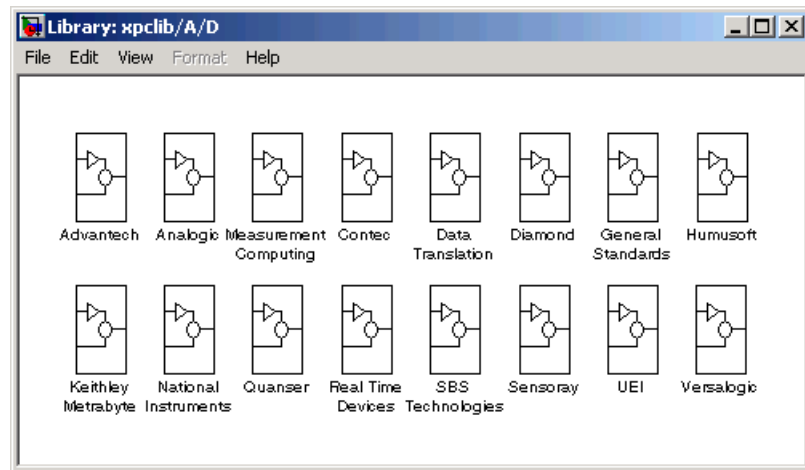 Library: xpclib/A/D
File Edit View Format Help
Advantech Analogic Measurement Computing Contec Data Translation Diamond General Standards Humusoft
Keithley Metrabyte National Instruments Quanser Real Time Devices SBS Technologies Sensoray UEI Versalogic